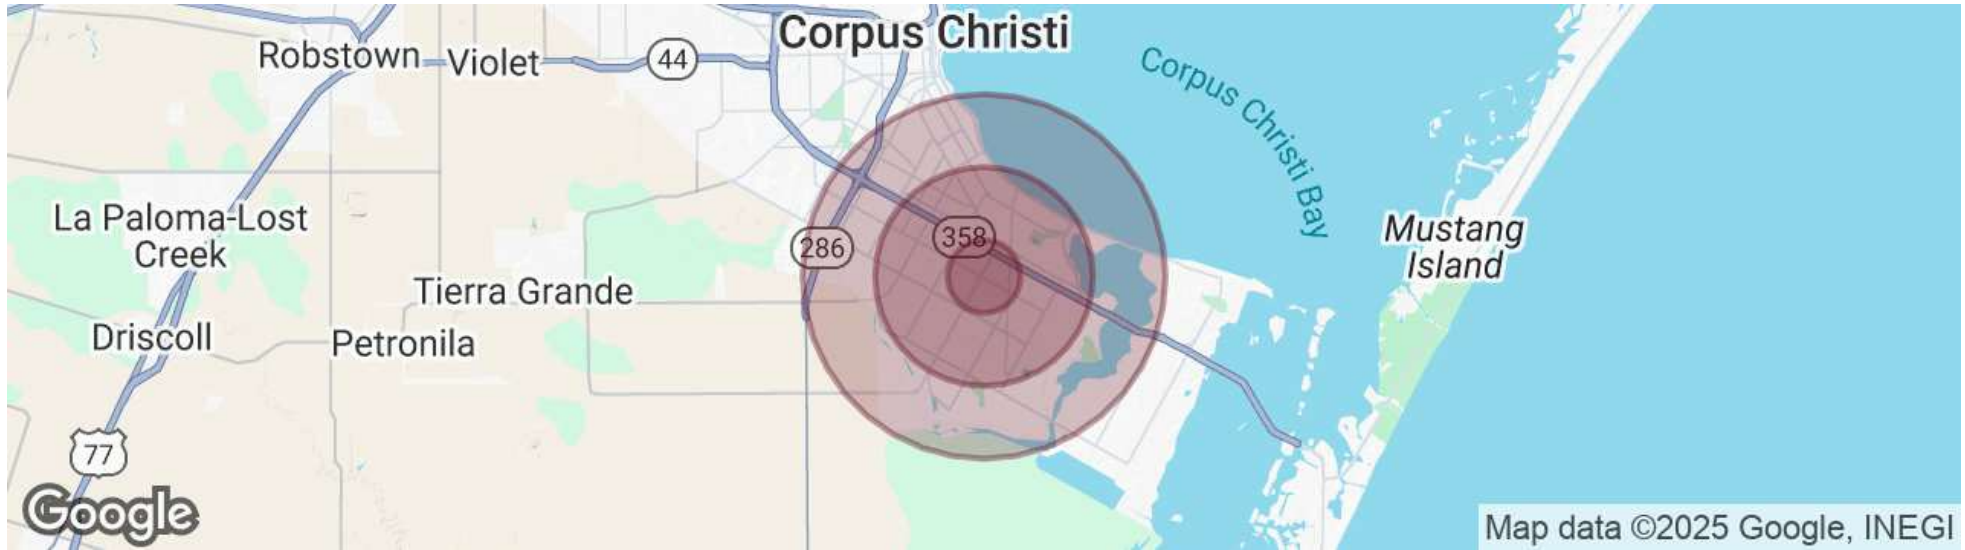 Corpus Christi
Robstown
Violet
44
Corpus Christi Bay
La Paloma-Lost
Creek
286
358
Mustang
Island
Tierra Grande
Driscoll
Petronila
77
Google
Map data ©2025 Google, INEGI